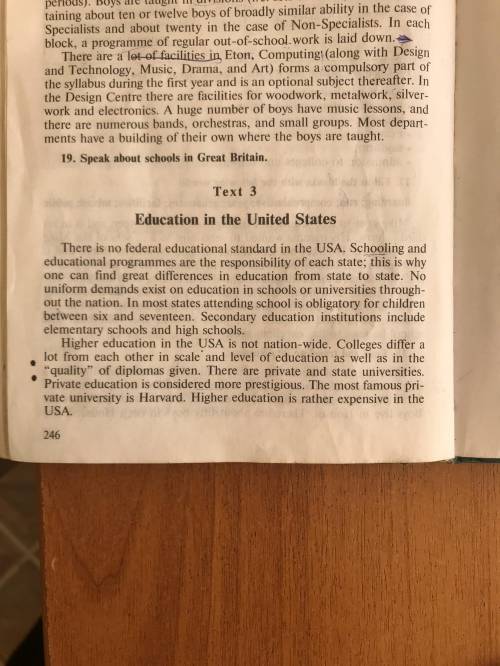 periods). Boys are taught in divisions
taining about ten or twelve boys of broadly similar ability in the case of
Specialists and about twenty in the case of Non-Specialists. In each
block, a programme of regular out-of-school work is laid down.
There are a lot of facilities in Eton, Computing (along with Design
and Technology, Music, Drama, and Art) forms a compulsory part of
the syllabus during the first year and is an optional subject thereafter. In
the Design Centre there are facilities for woodwork, metalwork, silver-
work and electronics. A huge number of boys have music lessons, and
there are numerous bands, orchestras, and small groups. Most depart-
ments have a building of their own where the boys are taught.
19. Speak about schools in Great Britain.
Text 3
Education in the United States
There is no federal educational standard in the USA. Schooling and
educational programmes are the responsibility of each state; this is why
one can find great differences in education from state to state. No
uniform demands exist on education in schools or universities through-
out the nation. In most states attending school is obligatory for children
between six and seventeen. Secondary education institutions include
elementary schools and high schools.
Higher education in the USA is not nation-wide. Colleges differ a
lot from each other in scale and level of education as well as in the
“quality” of diplomas given. There are private and state universities.
Private education is considered more prestigious. The most famous pri-
vate university is Harvard. Higher education is rather expensive in the
USA.
246